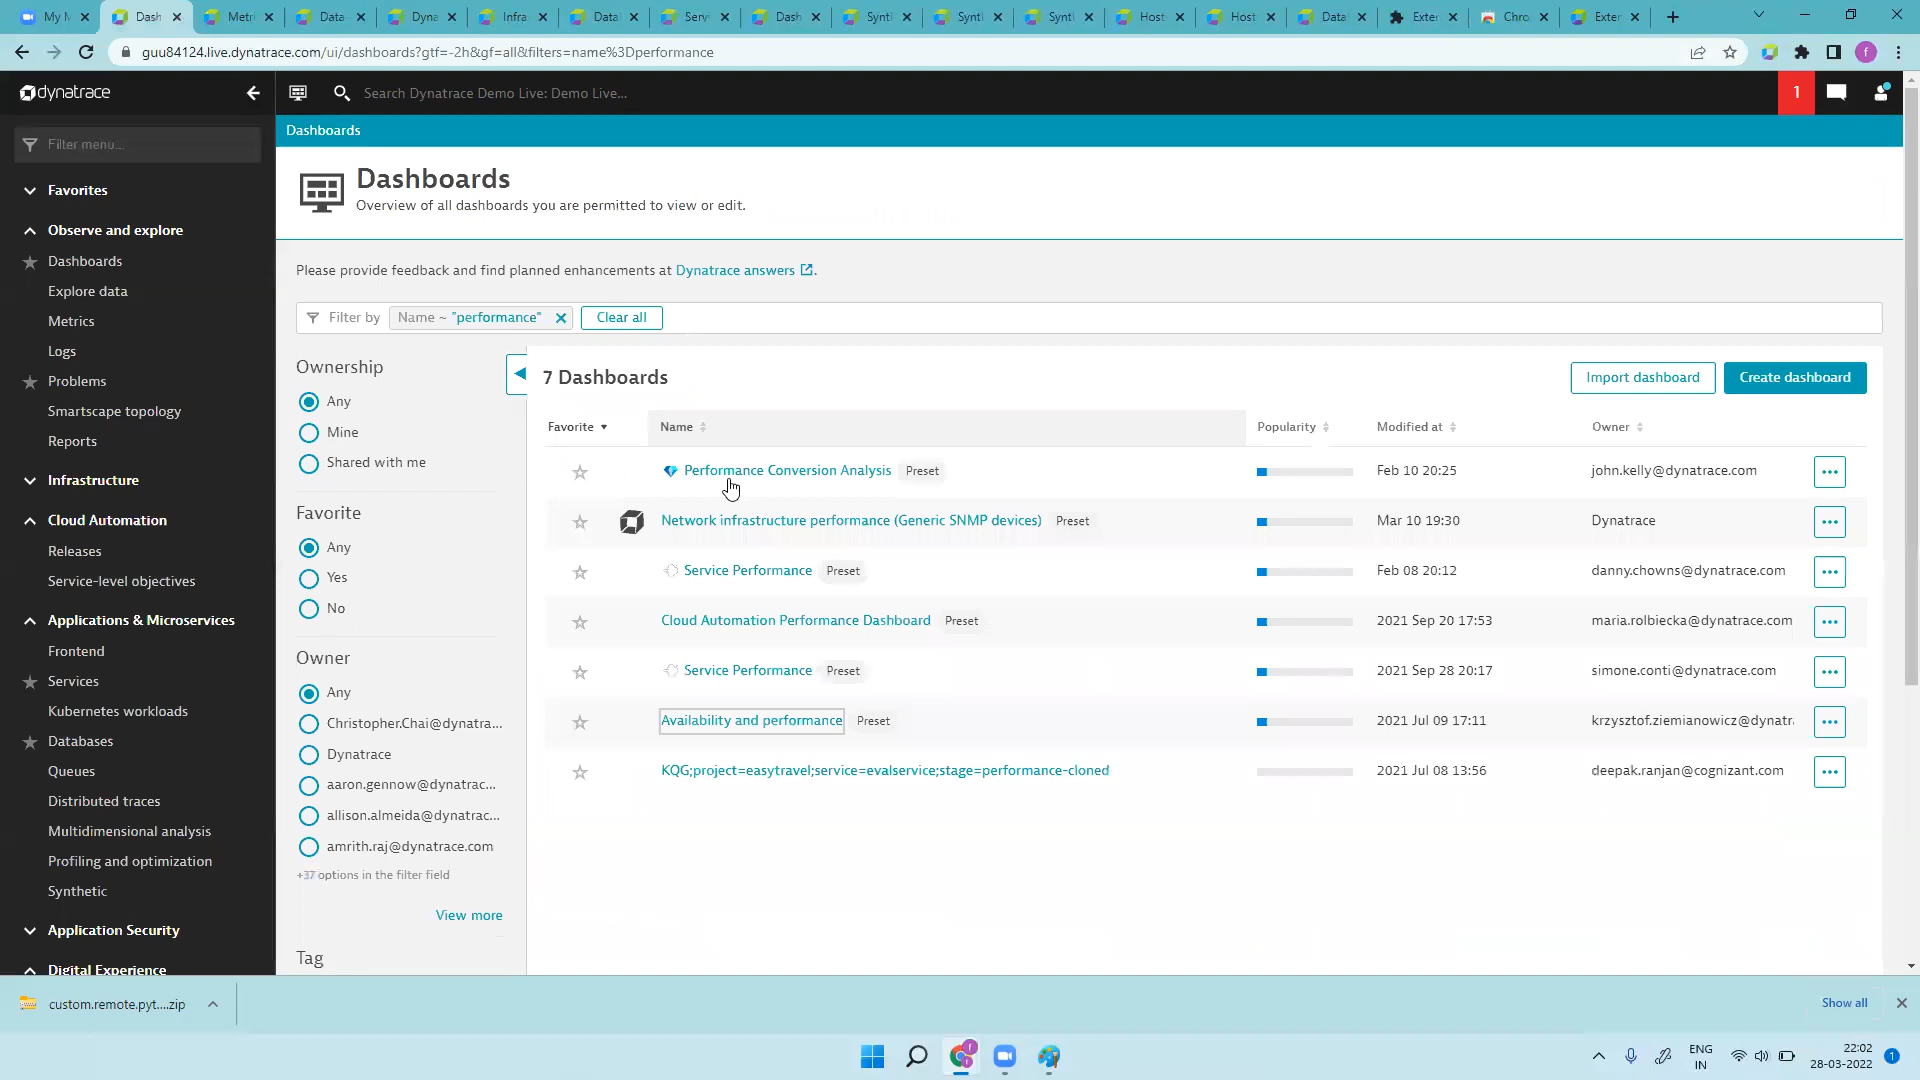 My M
Dash
Metri
Data
Dyna
Infra
Data
Servi
Dash
Synt
Synt
Synt
Host
Host
Data
Exter
Chro
Exter
guu84124.live.dynatrace.com/ui/dashboards?gtf=-2h&gf=all&filters=name%3Dperformance
f
dynatrace
Search Dynatrace Demo Live: Demo Live...
1
Filter menu...
Dashboards
Favorites
Observe and explore
Dashboards
Explore data
Metrics
Logs
Problems
Smartscape topology
Reports
Infrastructure
Cloud Automation
Releases
Service-level objectives
Applications & Microservices
Frontend
Services
Kubernetes workloads
Databases
Queues
Distributed traces
Multidimensional analysis
Profiling and optimization
Synthetic
Application Security
Digital Experience
Dashboards
Overview of all dashboards you are permitted to view or edit.
Please provide feedback and find planned enhancements at Dynatrace answers.
Filter by Name ~ "performance" Clear all
Ownership
Any
Mine
Shared with me
Favorite
Any
Yes
No
Owner
Any
Christopher.Chai@dynatra...
Dynatrace
aaron.gennow@dynatrac...
allison.almeida@dynatrac...
amrith.raj@dynatrace.com
+37 options in the filter field
View more
Tag
7 Dashboards
Import dashboard
Create dashboard
Favorite Name Popularity Modified at Owner
Performance Conversion Analysis Preset Feb 10 20:25 john.kelly@dynatrace.com
Network infrastructure performance (Generic SNMP devices) Preset Mar 10 19:30 Dynatrace
Service Performance Preset Feb 08 20:12 danny.chowns@dynatrace.com
Cloud Automation Performance Dashboard Preset 2021 Sep 20 17:53 maria.rolbiecka@dynatrace.com
Service Performance Preset 2021 Sep 28 20:17 simone.conti@dynatrace.com
Availability and performance Preset 2021 Jul 09 17:11 krzysztof.ziemianowicz@dynatr
KQG;project=easytravel;service=evalservice;stage=performance-cloned 2021 Jul 08 13:56 deepak.ranjan@cognizant.com
custom.remote.pyt....zip
Show all
ENG
IN
22:02
28-03-2022
1